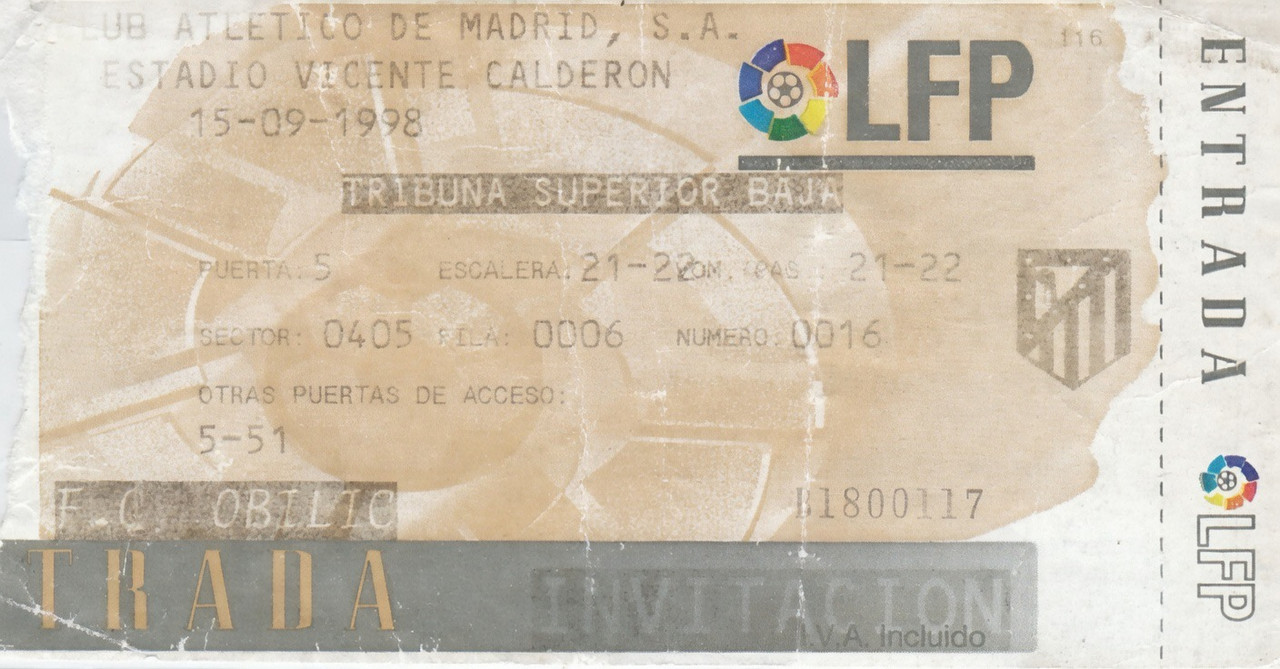 LUB ATLETICO DE MADRID, S.A.
ESTADIO VICENTE CALDERON
15-09-1998
LFP
116
TRIBUNA SUPERIOR BAJA
PUERTA: 5 ESCALERA: 21-22 VOM. PAS : 21-22
SECTOR: 0405 FILA: 0006 NUMERO: 0016
OTRAS PUERTAS DE ACCESO:
5-51
F.C. OBILIC
B1800117
TRADA
INVITACION
I.V.A. Incluido
ENTRADA
LFP